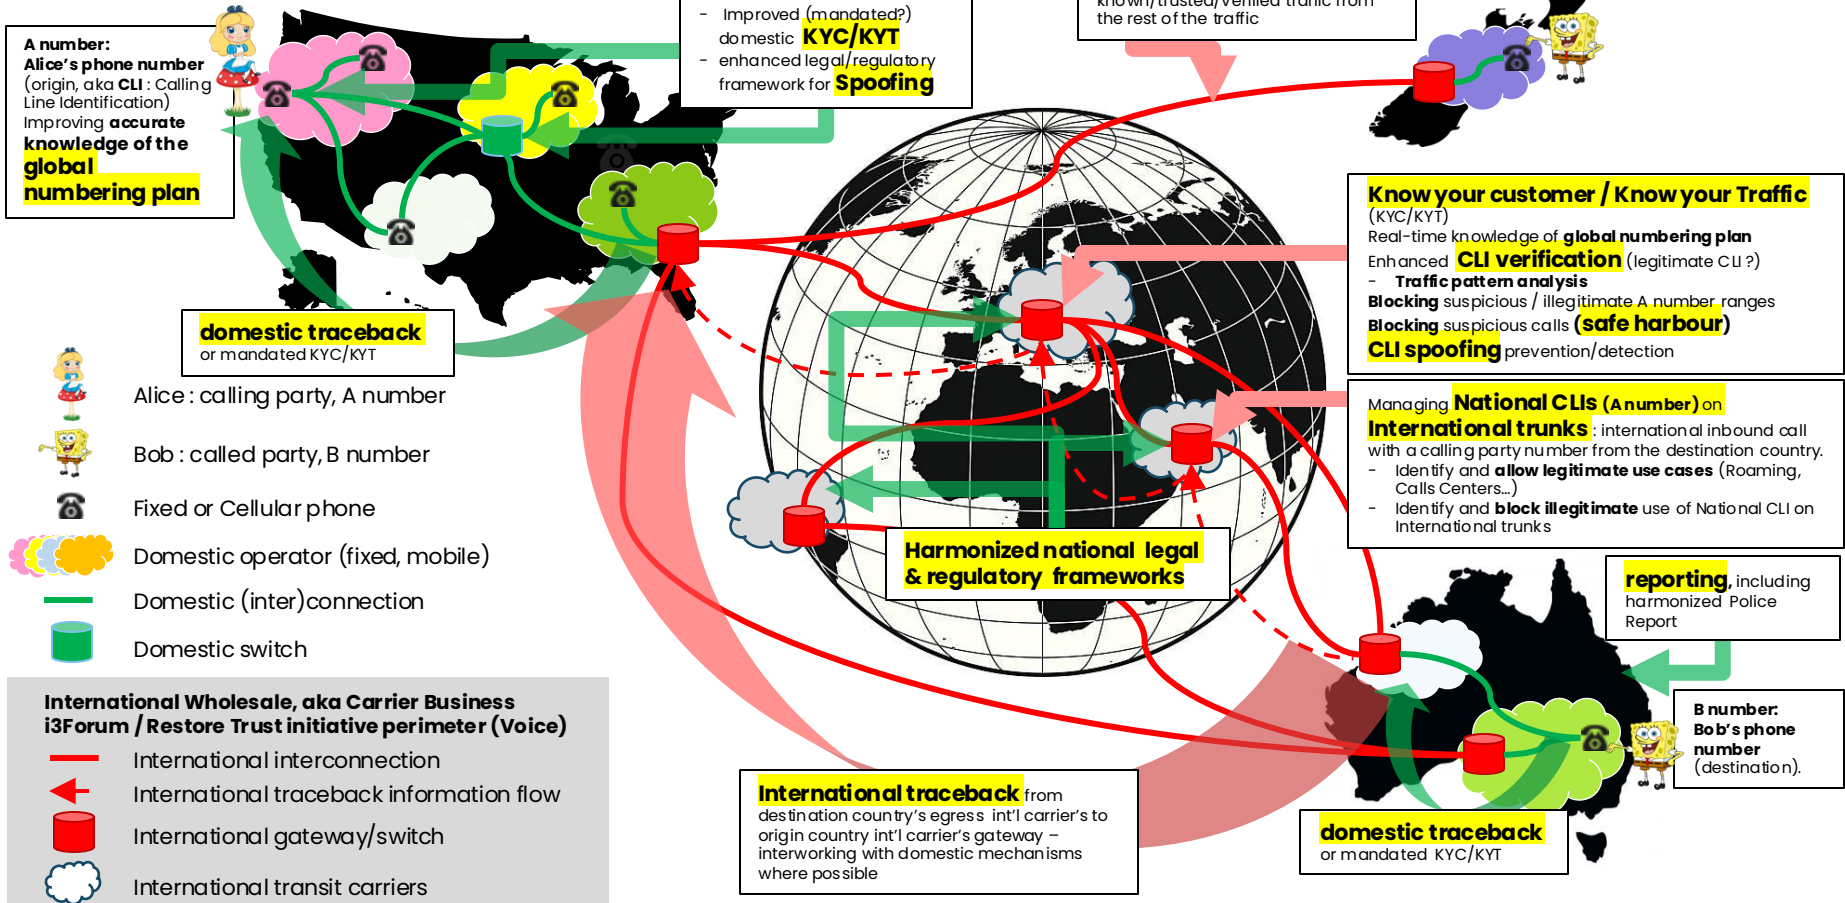 A number:
Alice's phone number
(origin, aka CLI : Calling
Line Identification)
Improving accurate
knowledge of the
global
numbering plan
- Improved (mandated?)
domestic KYC/KYT
- enhanced legal/regulatory
framework for Spoofing
known/trusted/verified traffic from
the rest of the traffic
Know your customer / Know your Traffic
(KYC/KYT)
Real-time knowledge of global numbering plan
Enhanced CLI verification (legitimate CLI ?)
- Traffic pattern analysis
Blocking suspicious / illegitimate A number ranges
Blocking suspicious calls (safe harbour)
CLI spoofing prevention/detection
Managing National CLIs (A number) on
International trunks : international inbound call
with a calling party number from the destination country.
- Identify and allow legitimate use cases (Roaming,
Calls Centers...)
- Identify and block illegitimate use of National CLI on
International trunks
domestic traceback
or mandated KYC/KYT
Alice : calling party, A number
Bob : called party, B number
Fixed or Cellular phone
Domestic operator (fixed, mobile)
Domestic (inter)connection
Domestic switch
Harmonized national legal
& regulatory frameworks
reporting, including
harmonized Police
Report
B number:
Bob's phone
number
(destination).
International Wholesale, aka Carrier Business
i3Forum / Restore Trust initiative perimeter (Voice)
International interconnection
International traceback information flow
International gateway/switch
International transit carriers
International traceback from
destination country's egress int'l carrier's to
origin country int'l carrier's gateway –
interworking with domestic mechanisms
where possible
domestic traceback
or mandated KYC/KYT